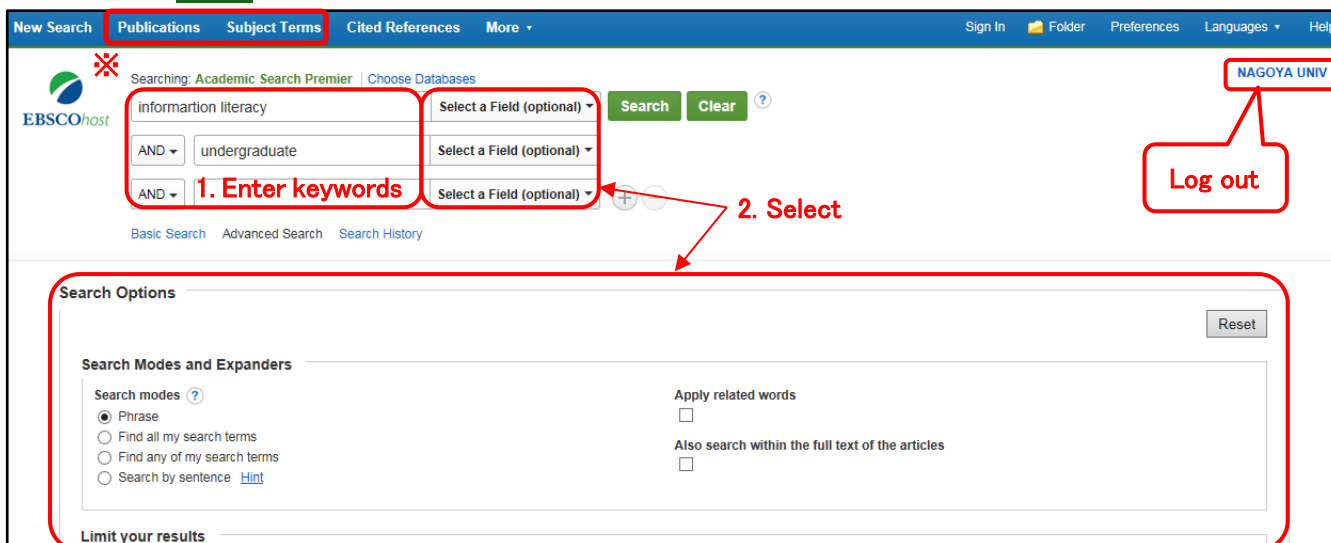 New Search Publications Subject Terms Cited References More Sign In Folder Preferences Languages Help
※
Searching: Academic Search Premier | Choose Databases
NAGOYA UNIV
EBSCOhost
informartion literacy Select a Field (optional) Search Clear ?
AND undergraduate Select a Field (optional)
AND 1. Enter keywords Select a Field (optional) + −
2. Select
Log out
Basic Search Advanced Search Search History
Search Options
Reset
Search Modes and Expanders
Search modes ? Apply related words
Phrase
Find all my search terms
Also search within the full text of the articles
Find any of my search terms
Search by sentence Hint
Limit your results